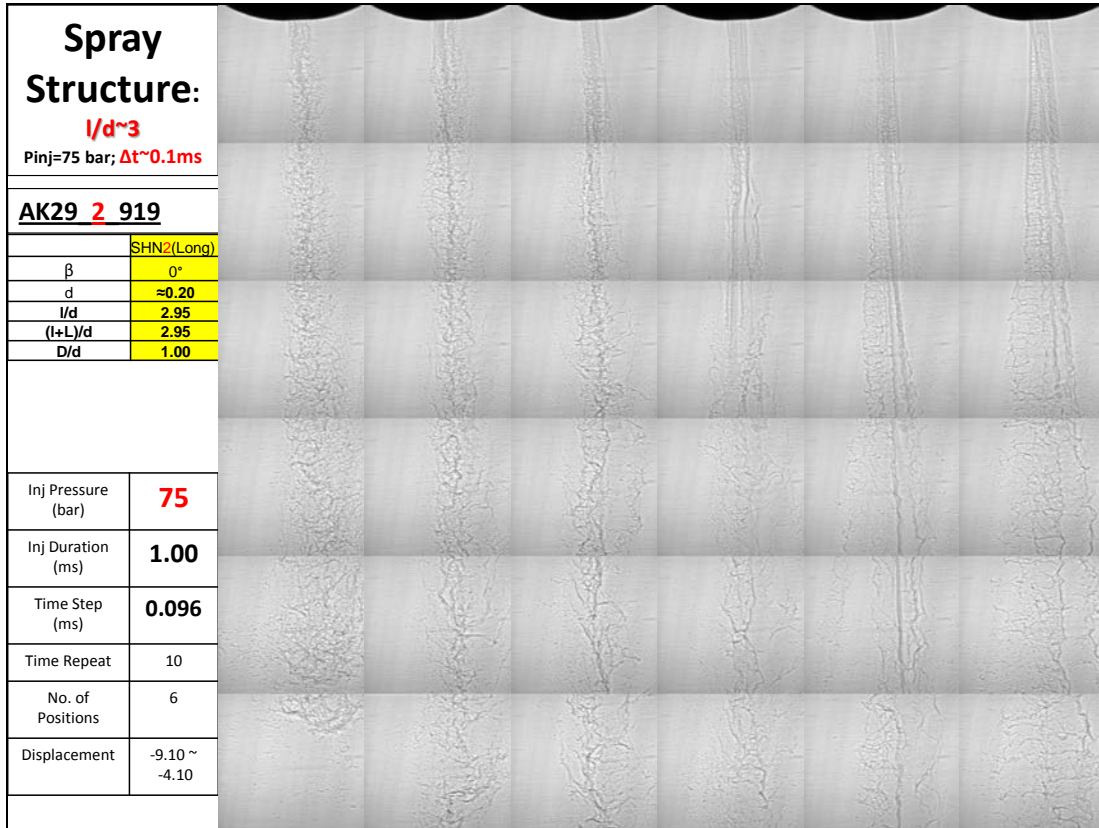 Spray
Structure:
l/d~3
Pinj=75 bar; Δt~0.1ms
AK29_2_919
SHN2(Long)
β 0°
d ≈0.20
l/d 2.95
(l+L)/d 2.95
D/d 1.00
Inj Pressure
(bar) 75
Inj Duration
(ms) 1.00
Time Step
(ms) 0.096
Time Repeat 10
No. of
Positions 6
Displacement -9.10 ~
-4.10